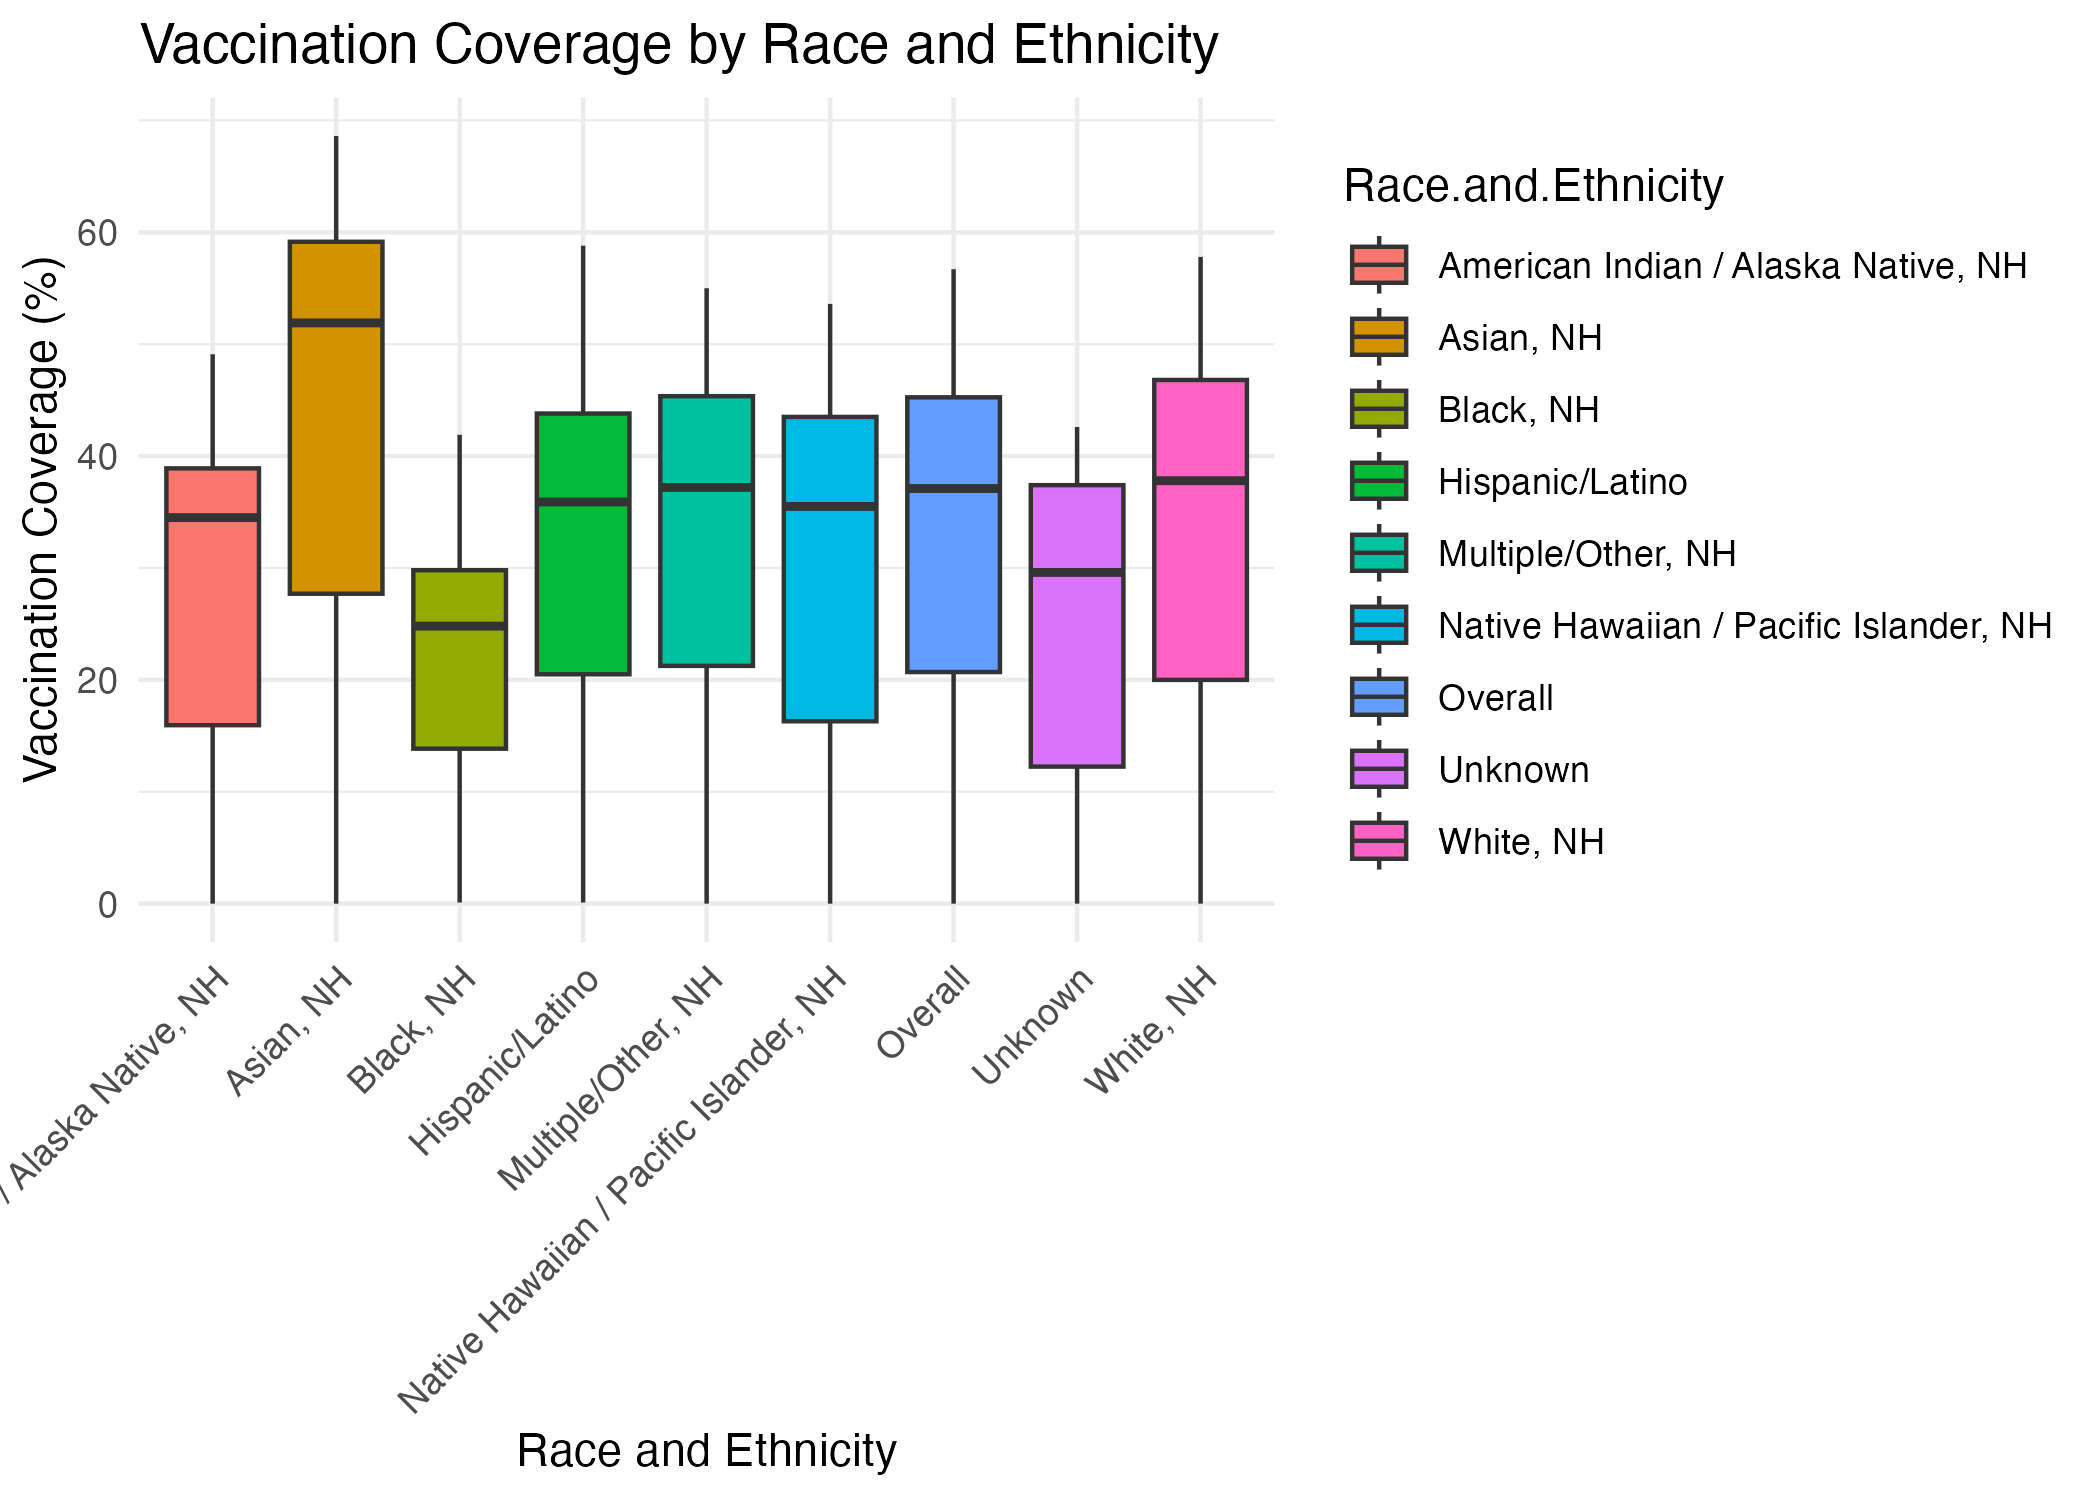 Vaccination Coverage by Race and Ethnicity
Vaccination Coverage (%)
60
40
20
0
/ Alaska Native, NH
Asian, NH
Black, NH
Hispanic/Latino
Multiple/Other, NH
Native Hawaiian / Pacific Islander, NH
Overall
Unknown
White, NH
Race and Ethnicity
Race.and.Ethnicity
American Indian / Alaska Native, NH
Asian, NH
Black, NH
Hispanic/Latino
Multiple/Other, NH
Native Hawaiian / Pacific Islander, NH
Overall
Unknown
White, NH